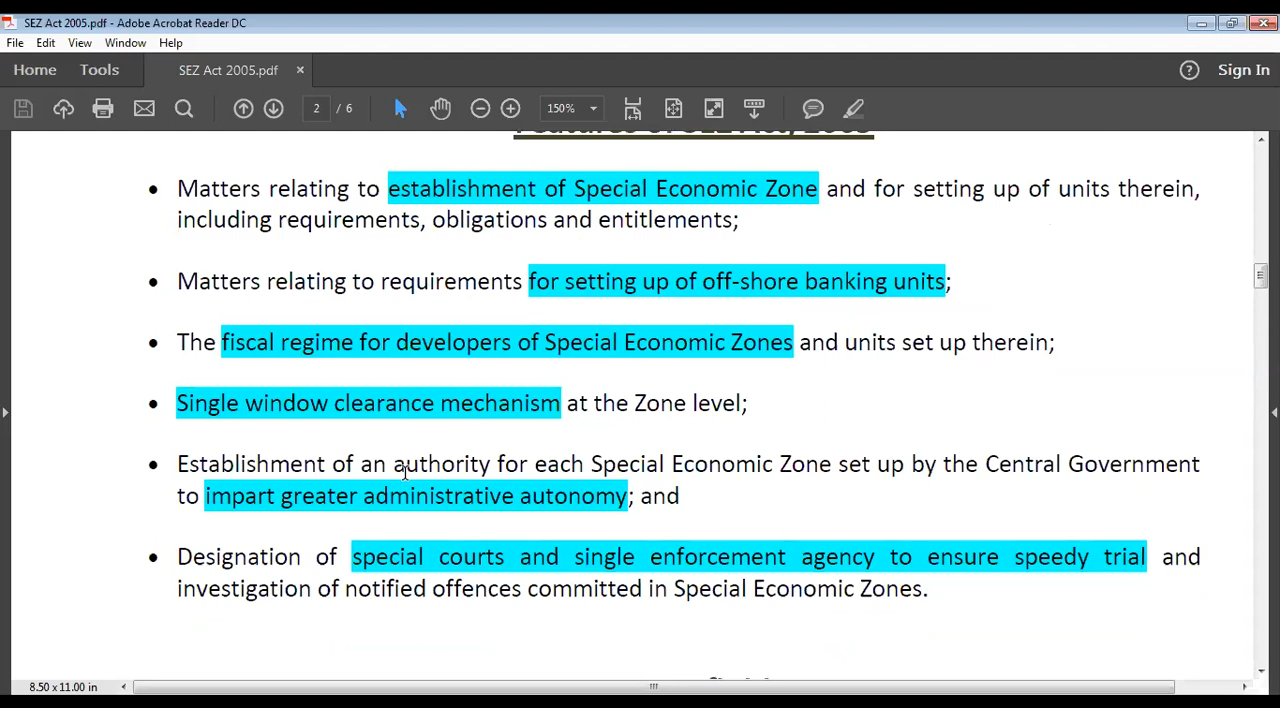 SEZ Act 2005.pdf - Adobe Acrobat Reader DC
File Edit View Window Help
Home Tools SEZ Act 2005.pdf × ? Sign In
2 / 6 150%
Features of SEZ Act, 2005
• Matters relating to establishment of Special Economic Zone and for setting up of units therein,
including requirements, obligations and entitlements;
• Matters relating to requirements for setting up of off-shore banking units;
• The fiscal regime for developers of Special Economic Zones and units set up therein;
• Single window clearance mechanism at the Zone level;
• Establishment of an authority for each Special Economic Zone set up by the Central Government
to impart greater administrative autonomy; and
• Designation of special courts and single enforcement agency to ensure speedy trial and
investigation of notified offences committed in Special Economic Zones.
8.50 x 11.00 in